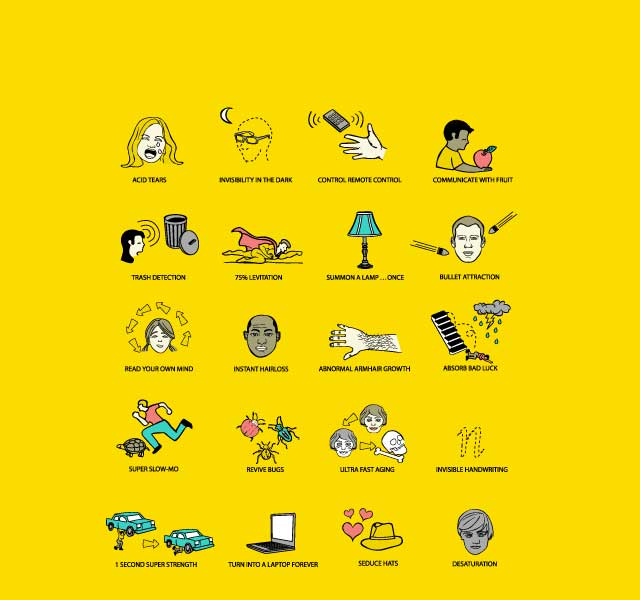 ACID TEARS
INVISIBILITY IN THE DARK
CONTROL REMOTE CONTROL
COMMUNICATE WITH FRUIT
TRASH DETECTION
75% LEVITATION
SUMMON A LAMP ... ONCE
BULLET ATTRACTION
READ YOUR OWN MIND
INSTANT HAIRLOSS
ABNORMAL ARMHAIR GROWTH
ABSORB BAD LUCK
SUPER SLOW-MO
REVIVE BUGS
ULTRA FAST AGING
n
INVISIBLE HANDWRITING
1 SECOND SUPER STRENGTH
TURN INTO A LAPTOP FOREVER
SEDUCE HATS
DESATURATION